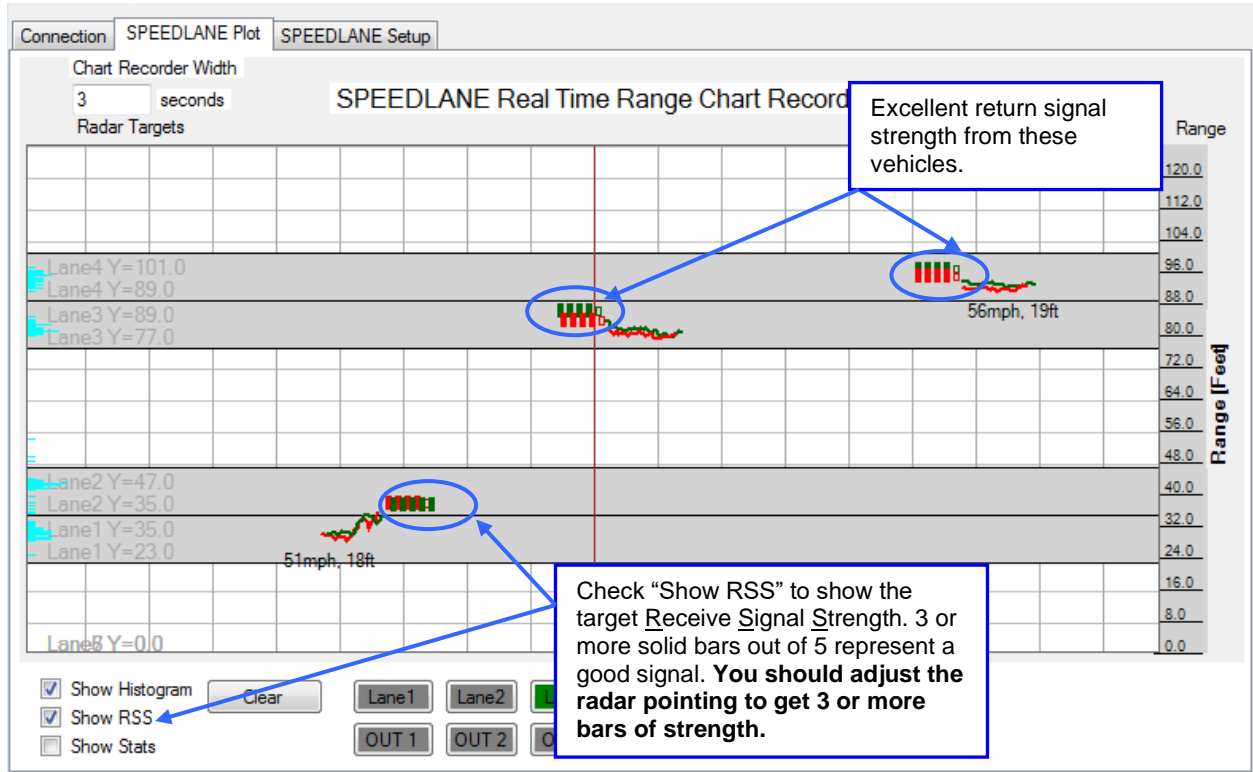 Connection SPEEDLANE Plot SPEEDLANE Setup
Chart Recorder Width
3 seconds
SPEEDLANE Real Time Range Chart Record
Radar Targets
Range
Excellent return signal
strength from these
vehicles.
120.0
112.0
104.0
96.0
88.0
80.0
72.0
64.0
56.0
48.0
40.0
32.0
24.0
16.0
8.0
0.0
Range [Feet]
Lane4 Y=101.0
Lane4 Y=89.0
Lane3 Y=89.0
Lane3 Y=77.0
56mph, 19ft
Lane2 Y=47.0
Lane2 Y=35.0
Lane1 Y=35.0
Lane1 Y=23.0
51mph, 18ft
Y=0.0
Check “Show RSS” to show the
target Receive Signal Strength. 3 or
more solid bars out of 5 represent a
good signal. You should adjust the
radar pointing to get 3 or more
bars of strength.
Show Histogram Clear Lane1 Lane2 L
Show RSS
Show Stats OUT 1 OUT 2 O